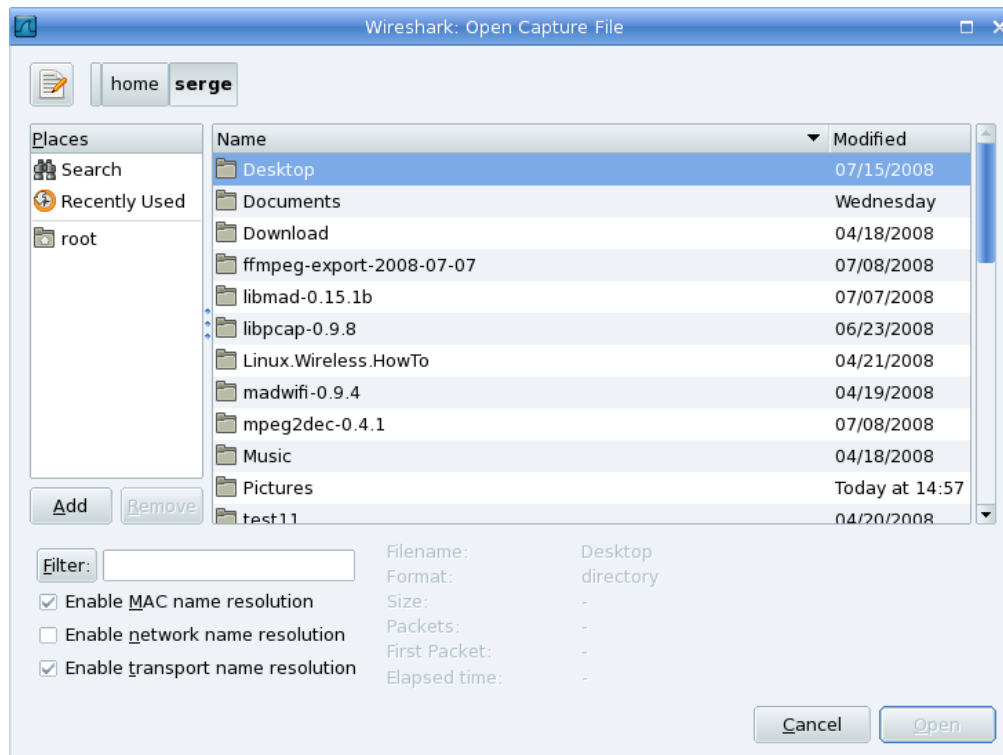 Wireshark: Open Capture File
home serge
Places
Search
Recently Used
root
Add Remove
Name Modified
Desktop 07/15/2008
Documents Wednesday
Download 04/18/2008
ffmpeg-export-2008-07-07 07/08/2008
libmad-0.15.1b 07/07/2008
libpcap-0.9.8 06/23/2008
Linux.Wireless.HowTo 04/21/2008
madwifi-0.9.4 04/19/2008
mpeg2dec-0.4.1 07/08/2008
Music 04/18/2008
Pictures Today at 14:57
test11 04/20/2008
Filter:
Enable MAC name resolution
Enable network name resolution
Enable transport name resolution
Filename: Desktop
Format: directory
Size: -
Packets: -
First Packet: -
Elapsed time: -
Cancel Open